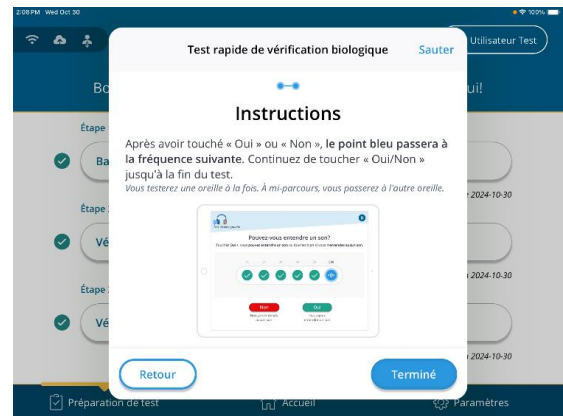 2:08 PM Wed Oct 30
100%
Utilisateur Test
Test rapide de vérification biologique
Sauter
Bo
ui!
Instructions
Étape
Après avoir touché « Oui » ou « Non », le point bleu passera à
la fréquence suivante. Continuez de toucher « Oui/Non »
jusqu'à la fin du test.
Vous testerez une oreille à la fois. À mi-parcours, vous passerez à l'autre oreille.
Ba
2024-10-30
Étape
Vé
2024-10-30
Étape
Vé
2024-10-30
Pouvez-vous entendre un son?
Non
Oui
Retour
Terminé
Préparation de test
Accueil
Paramètres